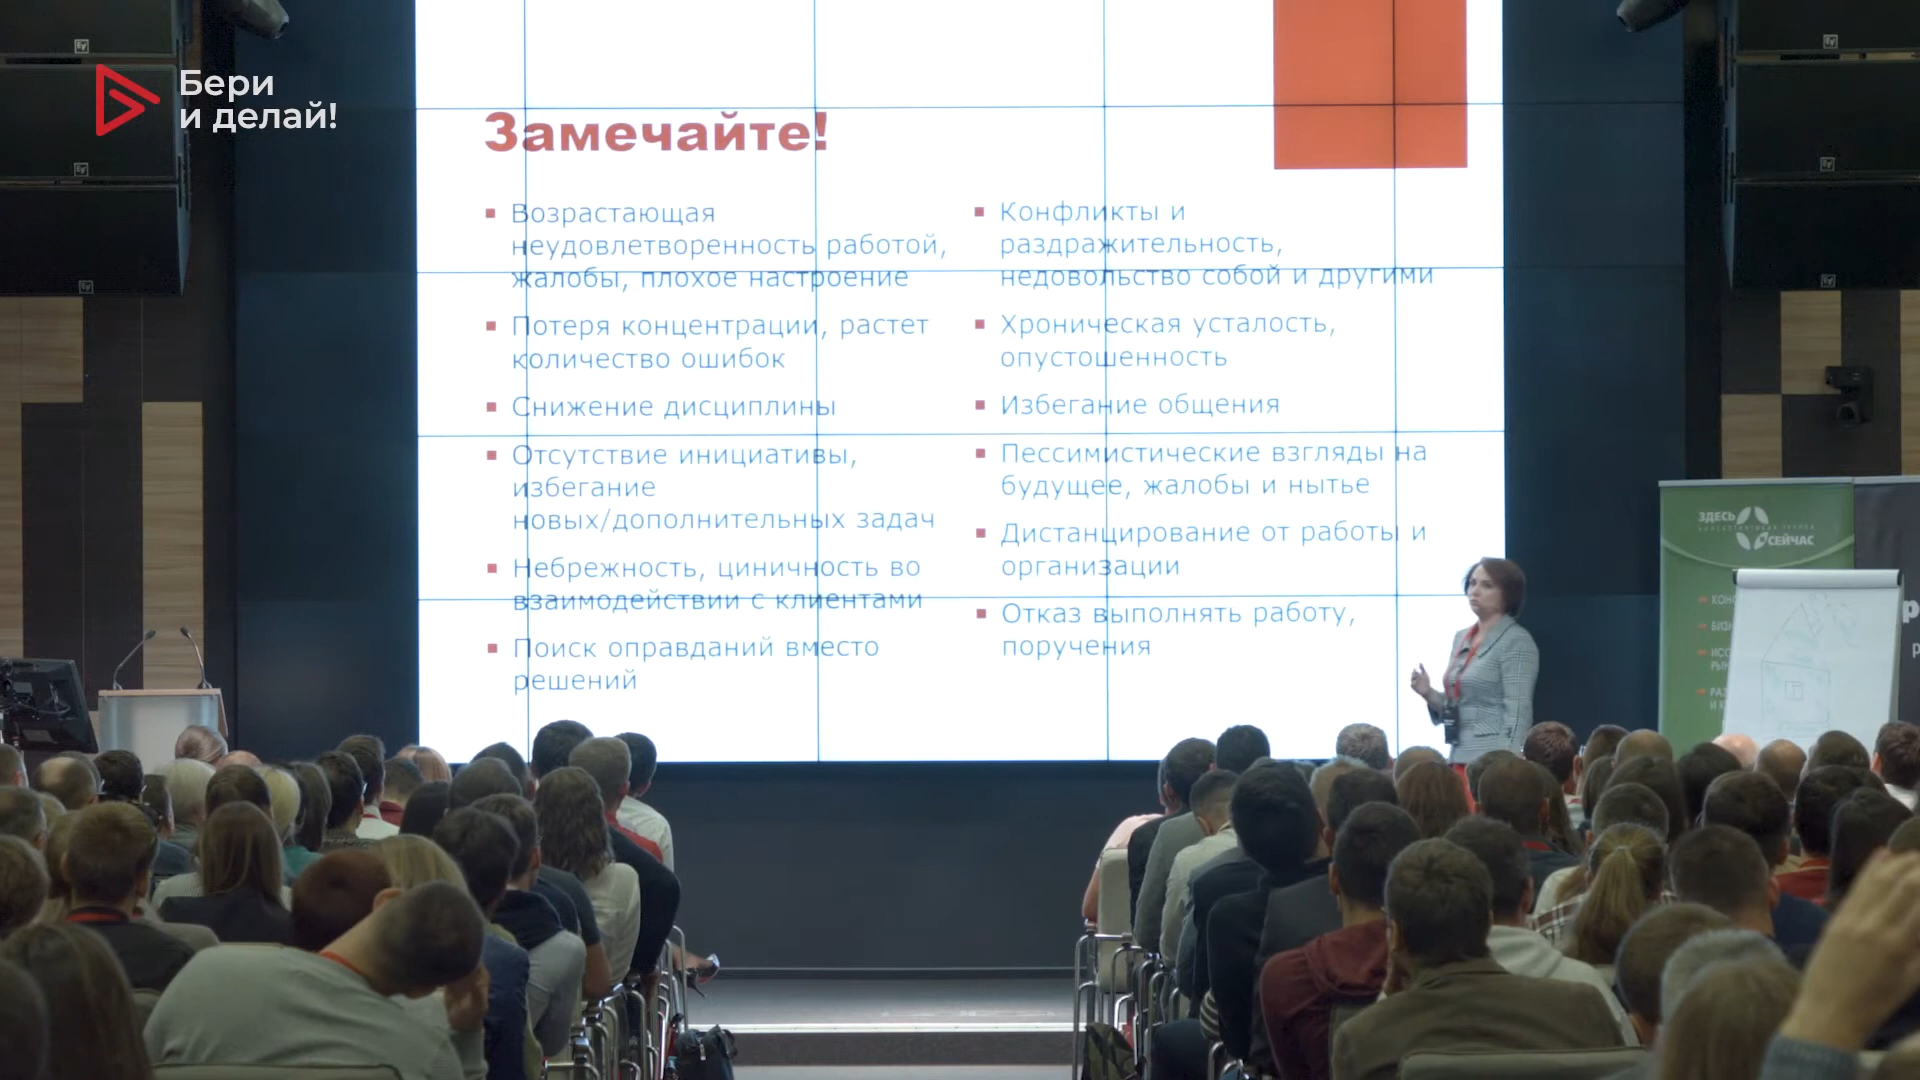 Бери
и делай!
Замечайте!
Возрастающая
неудовлетворенность работой,
жалобы, плохое настроение
Потеря концентрации, растет
количество ошибок
Снижение дисциплины
Отсутствие инициативы,
избегание
новых/дополнительных задач
Небрежность, циничность во
взаимодействии с клиентами
Поиск оправданий вместо
решений
Конфликты и
раздражительность,
недовольство собой и другими
Хроническая усталость,
опустошенность
Избегание общения
Пессимистические взгляды на
будущее, жалобы и нытье
Дистанцирование от работы и
организации
Отказ выполнять работу,
поручения
ЗДЕСЬ
СЕЙЧАС